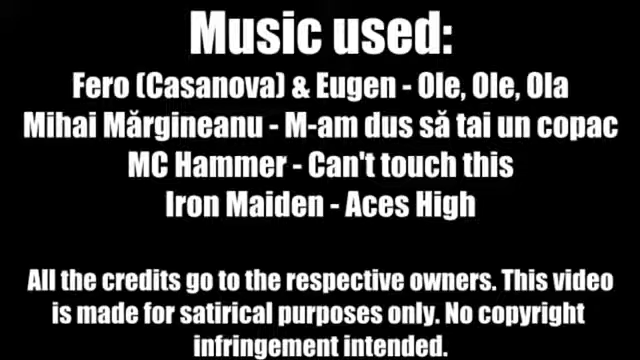 Music used:
Fero (Casanova) & Eugen - Ole, Ole, Ola
Mihai Mărgineanu - M-am dus să tai un copac
MC Hammer - Can't touch this
Iron Maiden - Aces High
All the credits go to the respective owners. This video
is made for satirical purposes only. No copyright
infringement intended.